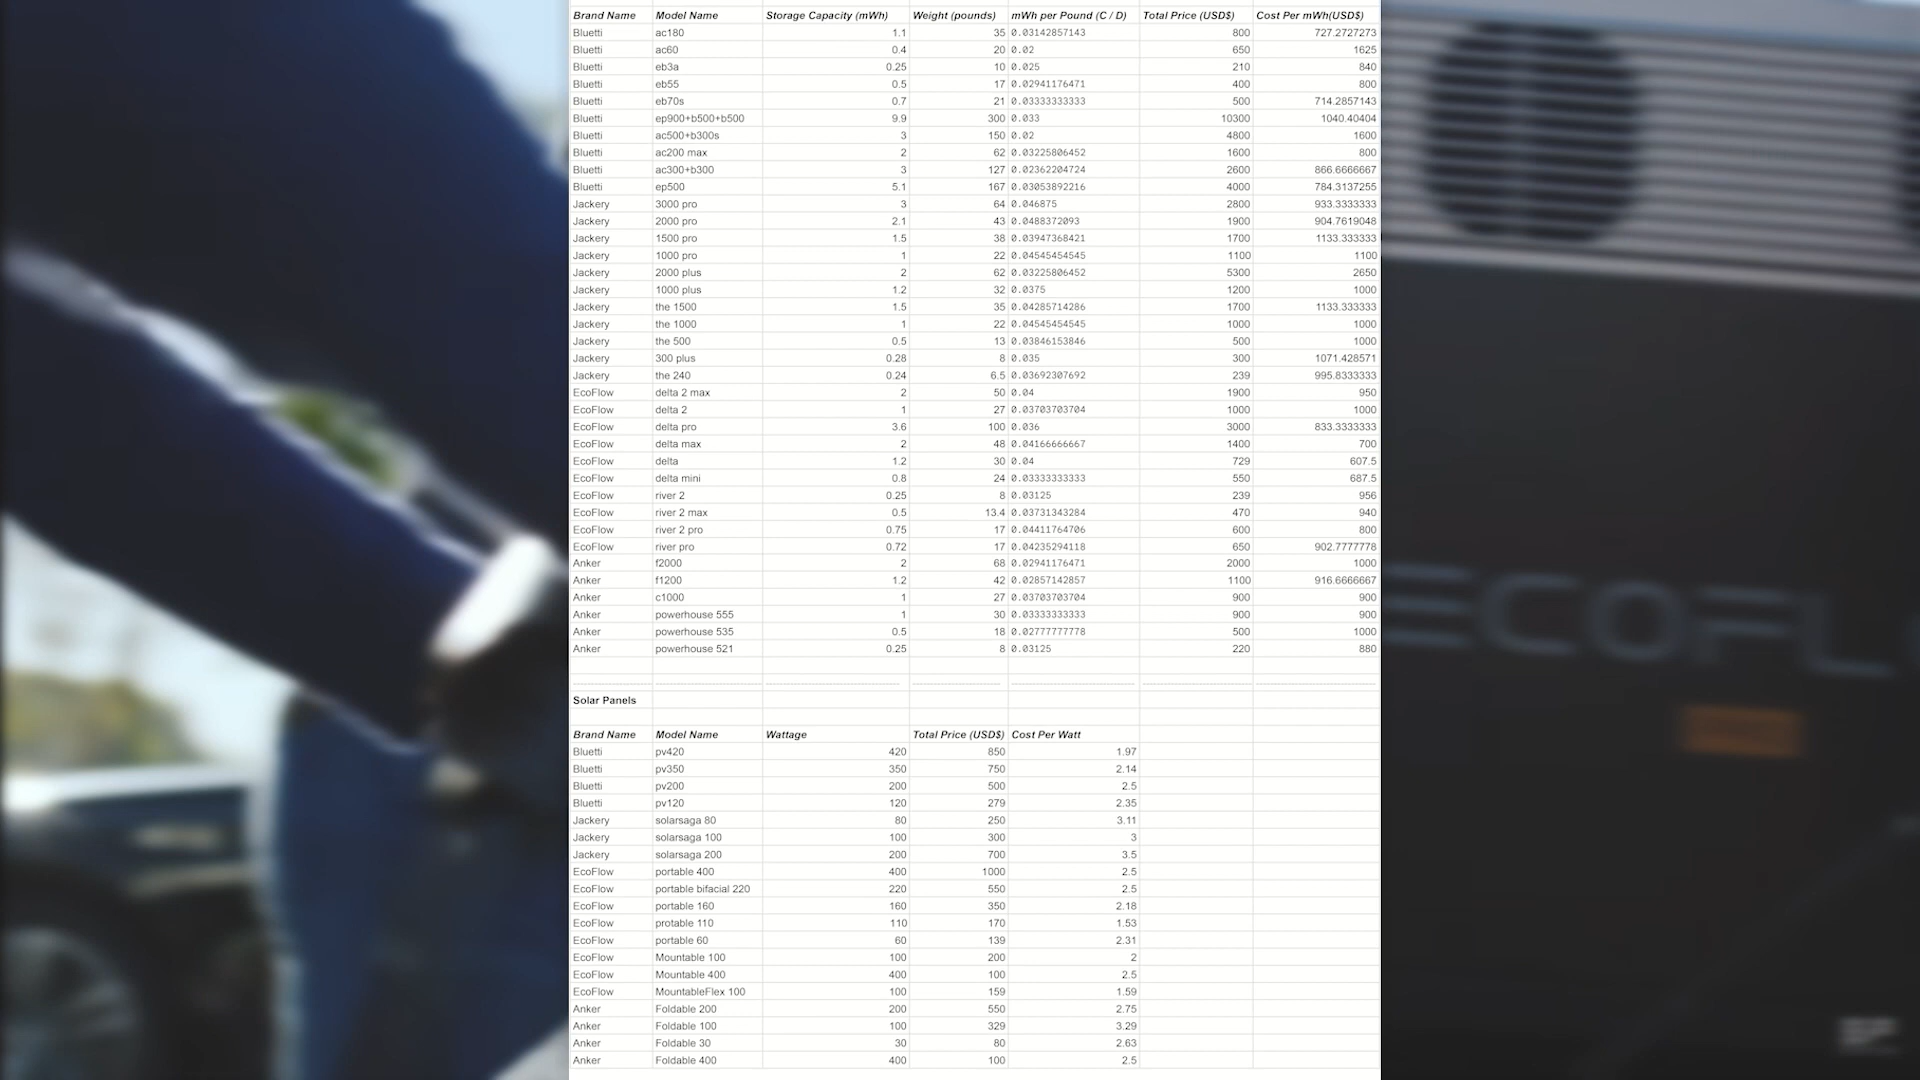 Brand Name Model Name Storage Capacity (mWh) Weight (pounds) mWh per Pound (C / D) Total Price (USD$) Cost Per mWh(USD$)
Bluetti ac180 1.1 35 0.03142857143 800 727.2727273
Bluetti ac60 0.4 20 0.02 650 1625
Bluetti eb3a 0.25 10 0.025 210 840
Bluetti eb55 0.5 17 0.02941176471 400 800
Bluetti eb70s 0.7 21 0.03333333333 500 714.2857143
Bluetti ep900+b500+b500 9.9 300 0.033 10300 1040.40404
Bluetti ac500+b300s 3 150 0.02 4800 1600
Bluetti ac200 max 2 62 0.03225806452 1600 800
Bluetti ac300+b300 3 127 0.02362204724 2600 866.6666667
Bluetti ep500 5.1 167 0.03053892216 4000 784.3137255
Jackery 3000 pro 3 64 0.046875 2800 933.3333333
Jackery 2000 pro 2.1 43 0.0488372093 1900 904.7619048
Jackery 1500 pro 1.5 38 0.03947368421 1700 1133.333333
Jackery 1000 pro 1 22 0.04545454545 1100 1100
Jackery 2000 plus 2 62 0.03225806452 5300 2650
Jackery 1000 plus 1.2 32 0.0375 1200 1000
Jackery the 1500 1.5 35 0.04285714286 1700 1133.333333
Jackery the 1000 1 22 0.04545454545 1000 1000
Jackery the 500 0.5 13 0.03846153846 500 1000
Jackery 300 plus 0.28 8 0.035 300 1071.428571
Jackery the 240 0.24 6.5 0.03692307692 239 995.8333333
EcoFlow delta 2 max 2 50 0.04 1900 950
EcoFlow delta 2 1 27 0.03703703704 1000 1000
EcoFlow delta pro 3.6 100 0.036 3000 833.3333333
EcoFlow delta max 2 48 0.04166666667 1400 700
EcoFlow delta 1.2 30 0.04 729 607.5
EcoFlow delta mini 0.8 24 0.03333333333 550 687.5
EcoFlow river 2 0.25 8 0.03125 239 956
EcoFlow river 2 max 0.5 13.4 0.03731343284 470 940
EcoFlow river 2 pro 0.75 17 0.04411764706 600 800
EcoFlow river pro 0.72 17 0.04235294118 650 902.7777778
Anker f2000 2 68 0.02941176471 2000 1000
Anker f1200 1.2 42 0.02857142857 1100 916.6666667
Anker c1000 1 27 0.03703703704 900 900
Anker powerhouse 555 1 30 0.03333333333 900 900
Anker powerhouse 535 0.5 18 0.02777777778 500 1000
Anker powerhouse 521 0.25 8 0.03125 220 880
Solar Panels
Brand Name Model Name Wattage Total Price (USD$) Cost Per Watt
Bluetti pv420 420 850 1.97
Bluetti pv350 350 750 2.14
Bluetti pv200 200 500 2.5
Bluetti pv120 120 279 2.35
Jackery solarsaga 80 80 250 3.11
Jackery solarsaga 100 100 300 3
Jackery solarsaga 200 200 700 3.5
EcoFlow portable 400 400 1000 2.5
EcoFlow portable bifacial 220 220 550 2.5
EcoFlow portable 160 160 350 2.18
EcoFlow protable 110 110 170 1.53
EcoFlow portable 60 60 139 2.31
EcoFlow Mountable 100 100 200 2
EcoFlow Mountable 400 400 100 2.5
EcoFlow MountableFlex 100 100 159 1.59
Anker Foldable 200 200 550 2.75
Anker Foldable 100 100 329 3.29
Anker Foldable 30 30 80 2.63
Anker Foldable 400 400 100 2.5
ECOFL